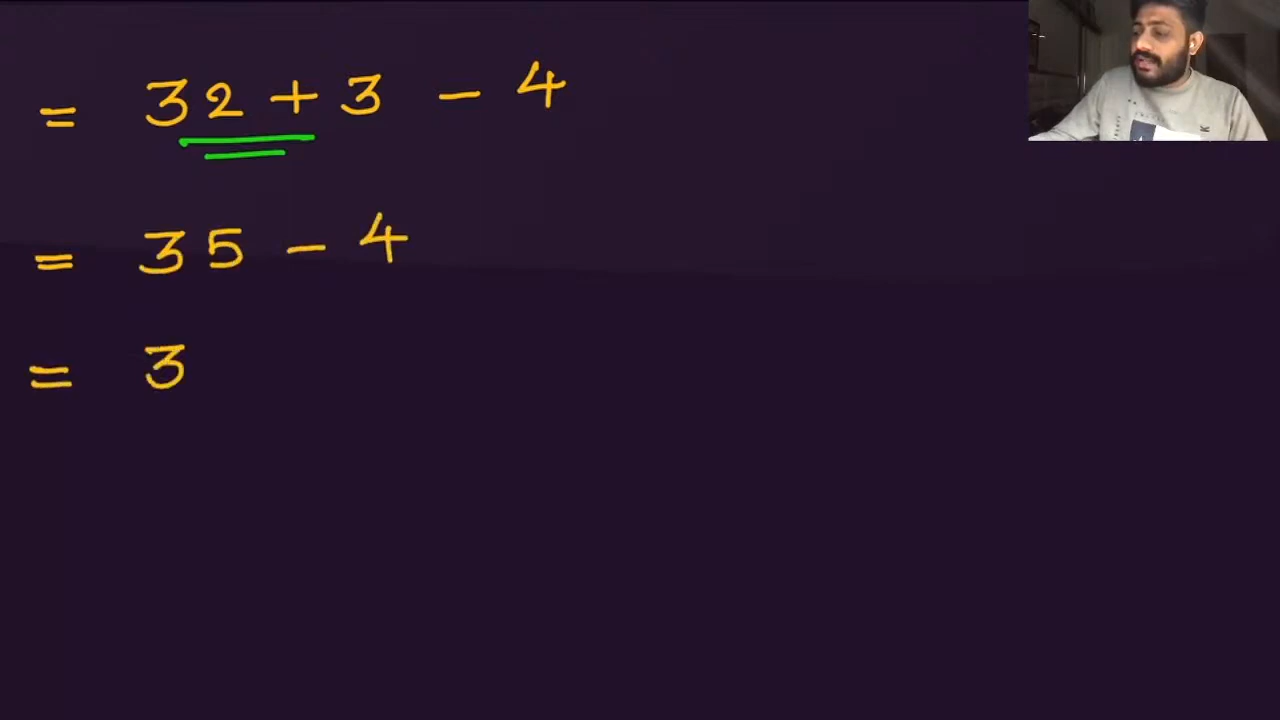 = 32 + 3 - 4
= 35 - 4
= 3